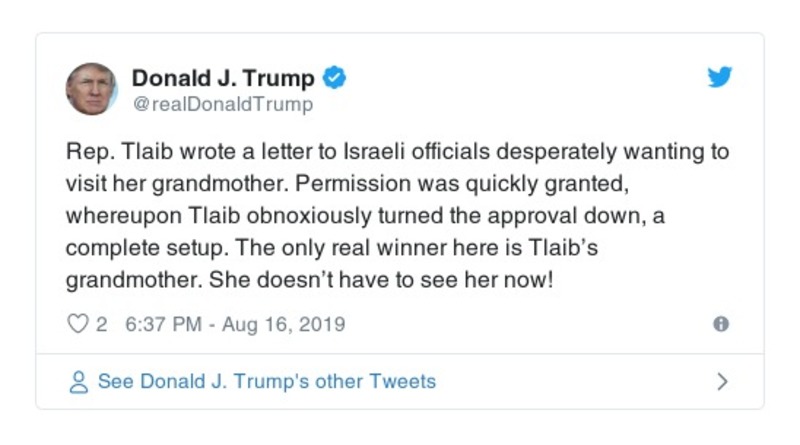 Donald J. Trump
@realDonaldTrump
Rep. Tlaib wrote a letter to Israeli officials desperately wanting to
visit her grandmother. Permission was quickly granted,
whereupon Tlaib obnoxiously turned the approval down, a
complete setup. The only real winner here is Tlaib’s
grandmother. She doesn’t have to see her now!
2 6:37 PM - Aug 16, 2019
See Donald J. Trump's other Tweets